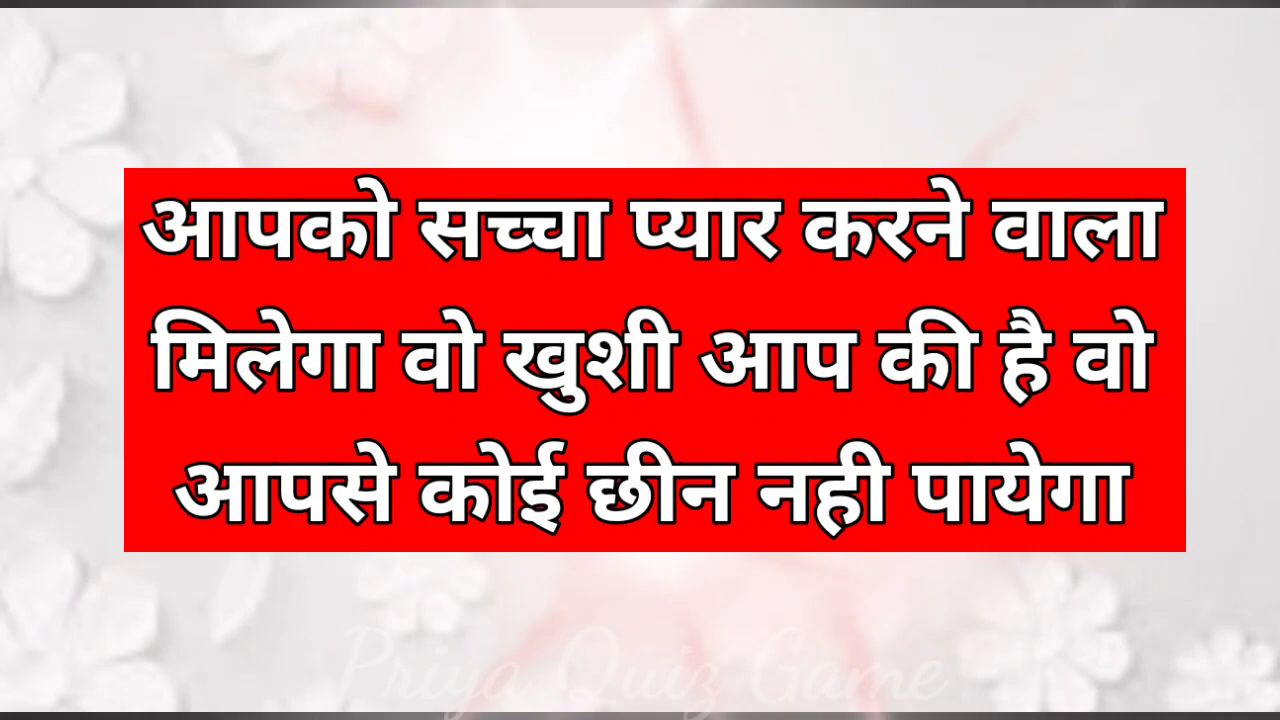 आपको सच्चा प्यार करने वाला
मिलेगा वो खुशी आप की है वो
आपसे कोई छीन नही पायेगा
Priya Quiz Game